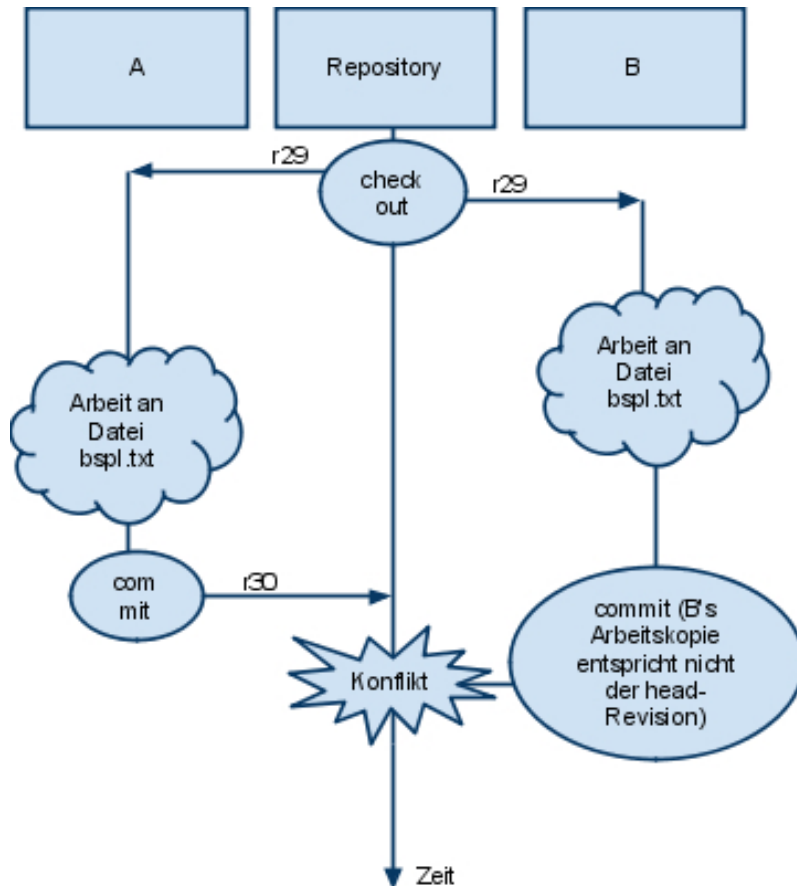 A
Repository
B
r29
check
out
r29
Arbeit an
Datei
bspl.txt
Arbeit an
Datei
bspl.txt
com
mit
r30
commit (B's
Arbeitskopie
entspricht nicht
der head-
Revision)
Konflikt
Zeit